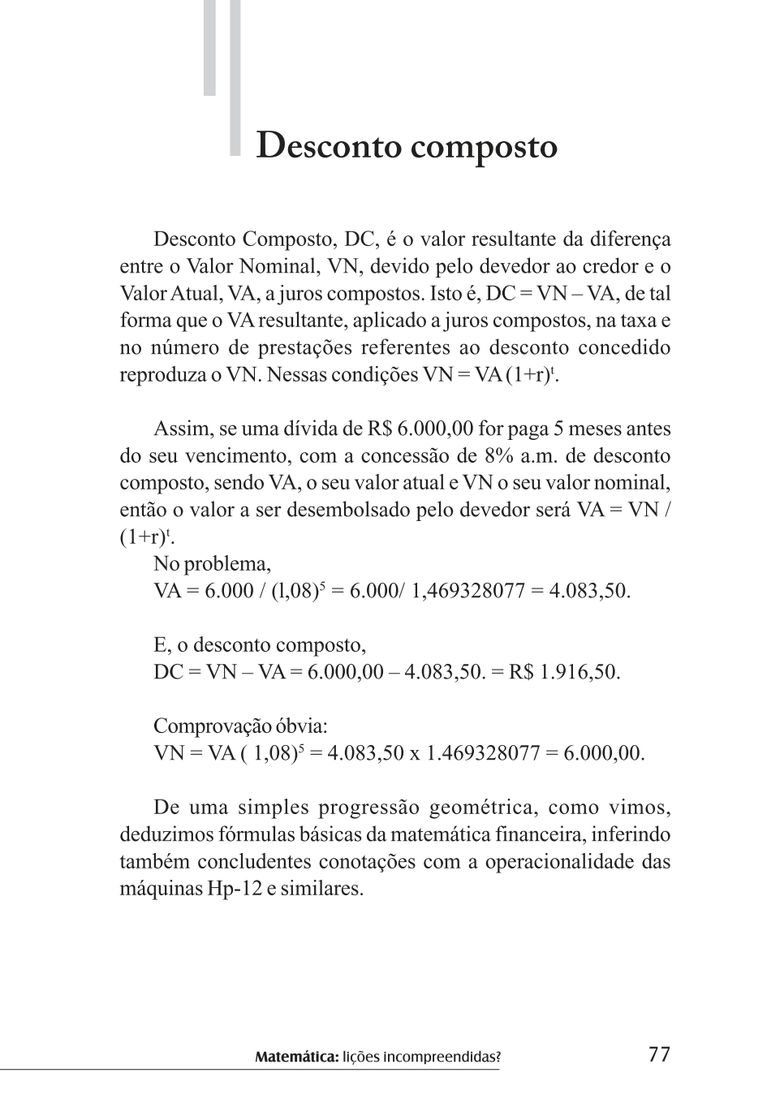 Desconto composto
Desconto Composto, DC, é o valor resultante da diferença
entre o Valor Nominal, VN, devido pelo devedor ao credor e o
Valor Atual, VA, a juros compostos. Isto é, DC = VN – VA, de tal
forma que o VA resultante, aplicado a juros compostos, na taxa e
no número de prestações referentes ao desconto concedido
reproduza o VN. Nessas condições VN = VA (1+r)ᵗ.
Assim, se uma dívida de R$ 6.000,00 for paga 5 meses antes
do seu vencimento, com a concessão de 8% a.m. de desconto
composto, sendo VA, o seu valor atual e VN o seu valor nominal,
então o valor a ser desembolsado pelo devedor será VA = VN /
(1+r)ᵗ.
No problema,
VA = 6.000 / (l,08)⁵ = 6.000/ 1,469328077 = 4.083,50.
E, o desconto composto,
DC = VN – VA = 6.000,00 – 4.083,50. = R$ 1.916,50.
Comprovação óbvia:
VN = VA ( 1,08)⁵ = 4.083,50 x 1.469328077 = 6.000,00.
De uma simples progressão geométrica, como vimos,
deduzimos fórmulas básicas da matemática financeira, inferindo
também concludentes conotações com a operacionalidade das
máquinas Hp-12 e similares.
Matemática: lições incompreendidas? 77